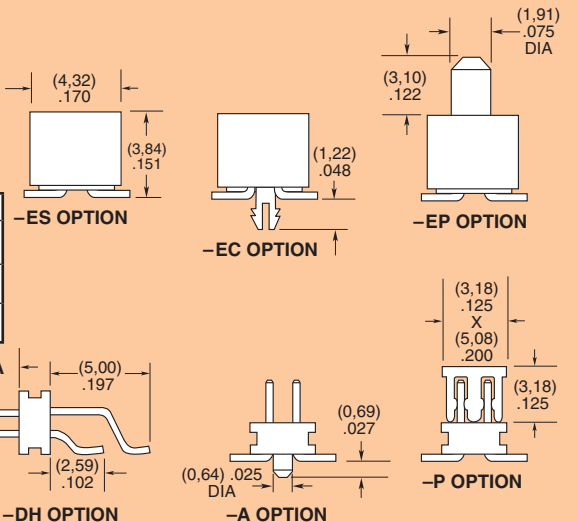 (1,91)
.075
DIA
(4,32)
.170
(3,10)
.122
(3,84)
.151
(1,22)
.048
–ES OPTION
–EC OPTION
–EP OPTION
(3,18)
.125
X
(5,08)
.200
(5,00)
.197
(3,18)
.125
(0,69)
.027
(2,59)
.102
(0,64) .025
DIA
–P OPTION
–DH OPTION
–A OPTION